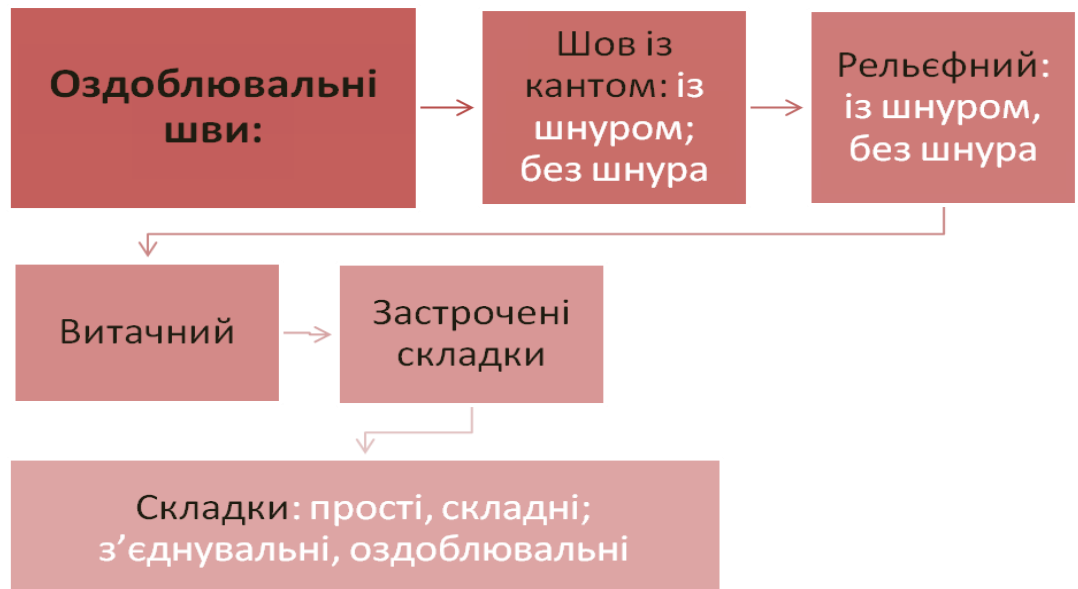 Оздоблювальні
шви:
Шов із
кантом: із
шнуром;
без шнура
Рельєфний:
із шнуром,
без шнура
Витачний
Застрочені
складки
Складки: прості, складні;
з’єднувальні, оздоблювальні